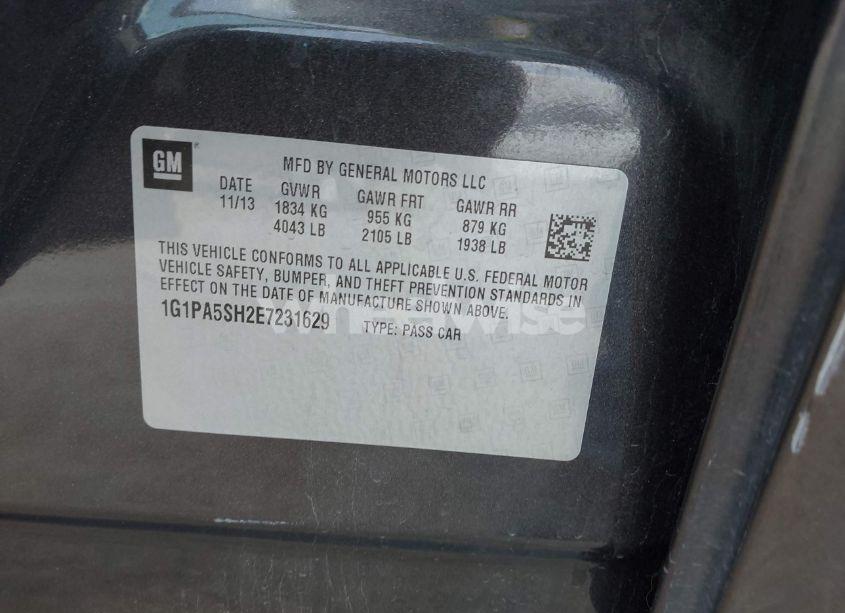 GM
MFD BY GENERAL MOTORS LLC
DATE GVWR GAWR FRT GAWR RR
11/13 1834 KG 955 KG 879 KG
4043 LB 2105 LB 1938 LB
THIS VEHICLE CONFORMS TO ALL APPLICABLE U.S. FEDERAL MOTOR
VEHICLE SAFETY, BUMPER, AND THEFT PREVENTION STANDARDS IN
EFFECT ON THE DATE OF MANUFACTURE SHOWN ABOVE.
1G1PA5SH2E7231629 TYPE: PASS CAR
wheelwise